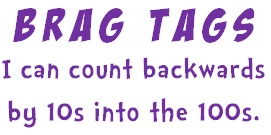 BRAG TAGS
I can count backwards
by 10s into the 100s.